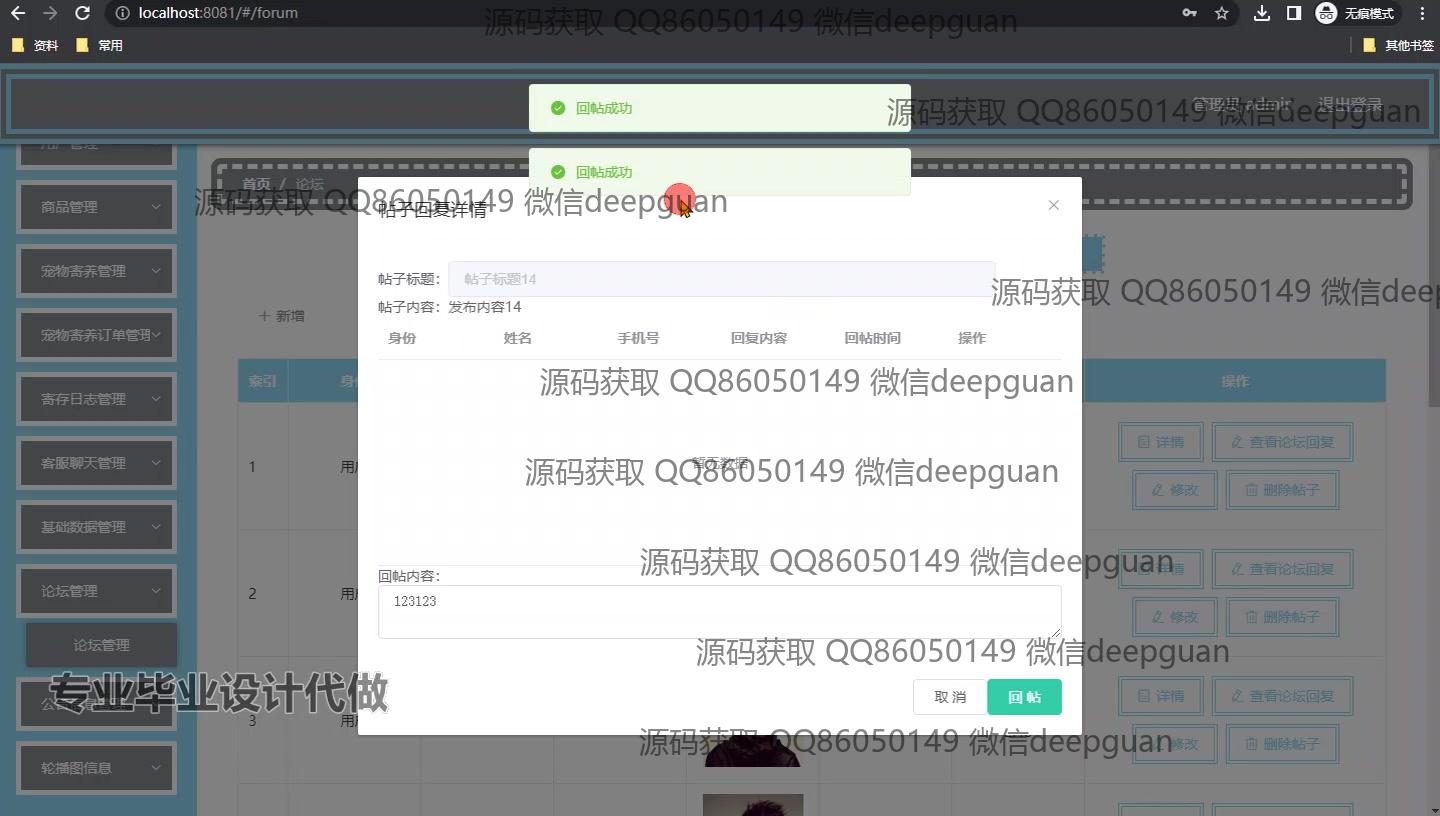 localhost:8081/#/forum
无痕模式
资料
常用
其他书签
源码获取 QQ86050149 微信deepguan
回帖成功
管理员 admin
退出登录
源码获取 QQ86050149 微信deepguan
用户管理
回帖成功
首页 / 论坛
源码获取 QQ86050149 微信deepguan
帖子回复详情
商品管理
宠物寄养管理
帖子标题：
帖子标题14
源码获取 QQ86050149 微信deep
帖子内容：发布内容14
新增
宠物寄养订单管理
身份
姓名
手机号
回复内容
回帖时间
操作
索引
操作
源码获取 QQ86050149 微信deepguan
寄存日志管理
详情
查看论坛回复
1
用户
暂无数据
源码获取 QQ86050149 微信deepguan
客服聊天管理
修改
删除帖子
基础数据管理
源码获取 QQ86050149 微信deepguan
详情
查看论坛回复
回帖内容：
论坛管理
2
用户
123123
修改
删除帖子
论坛管理
源码获取 QQ86050149 微信deepguan
专业毕业设计代做
取 消
回 帖
详情
查看论坛回复
3
用户
源码获取 QQ86050149 微信deepguan
修改
删除帖子
轮播图信息